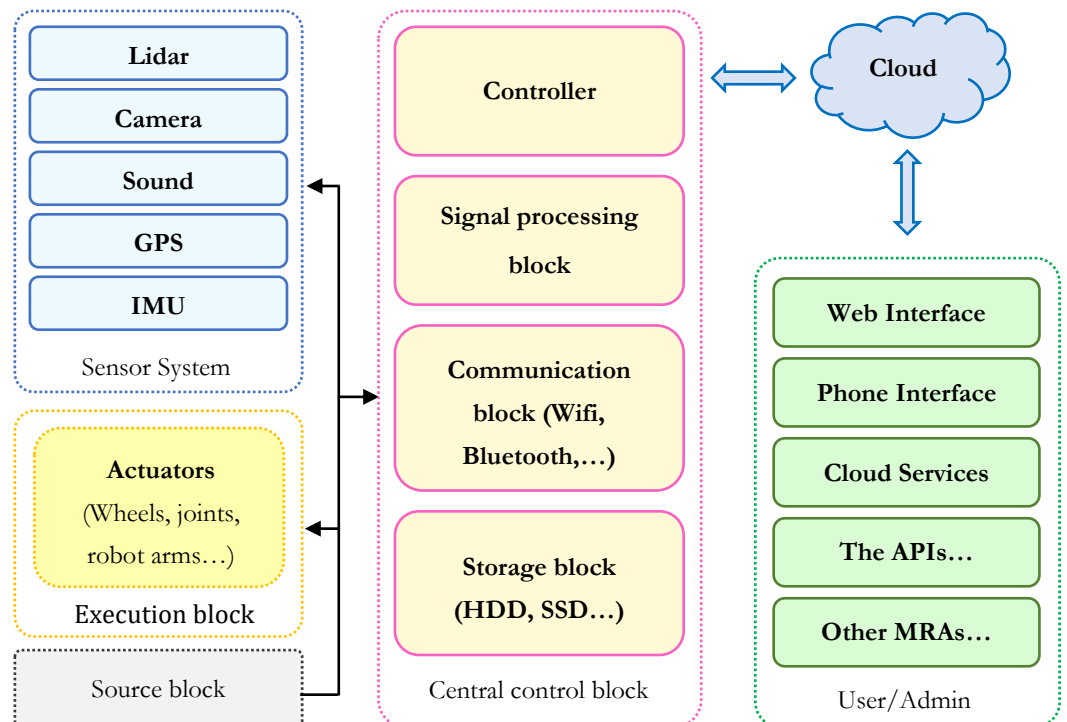 Lidar
Camera
Sound
GPS
IMU
Sensor System
Actuators
(Wheels, joints,
robot arms…)
Execution block
Source block
Controller
Signal processing
block
Communication
block (Wifi,
Bluetooth,…)
Storage block
(HDD, SSD…)
Central control block
Cloud
Web Interface
Phone Interface
Cloud Services
The APIs…
Other MRAs…
User/Admin